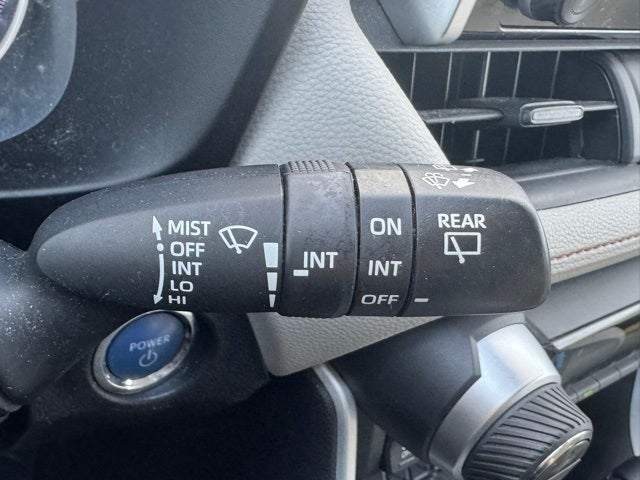 MIST
OFF
INT
LO
HI
INT
ON
INT
OFF
REAR
POWER